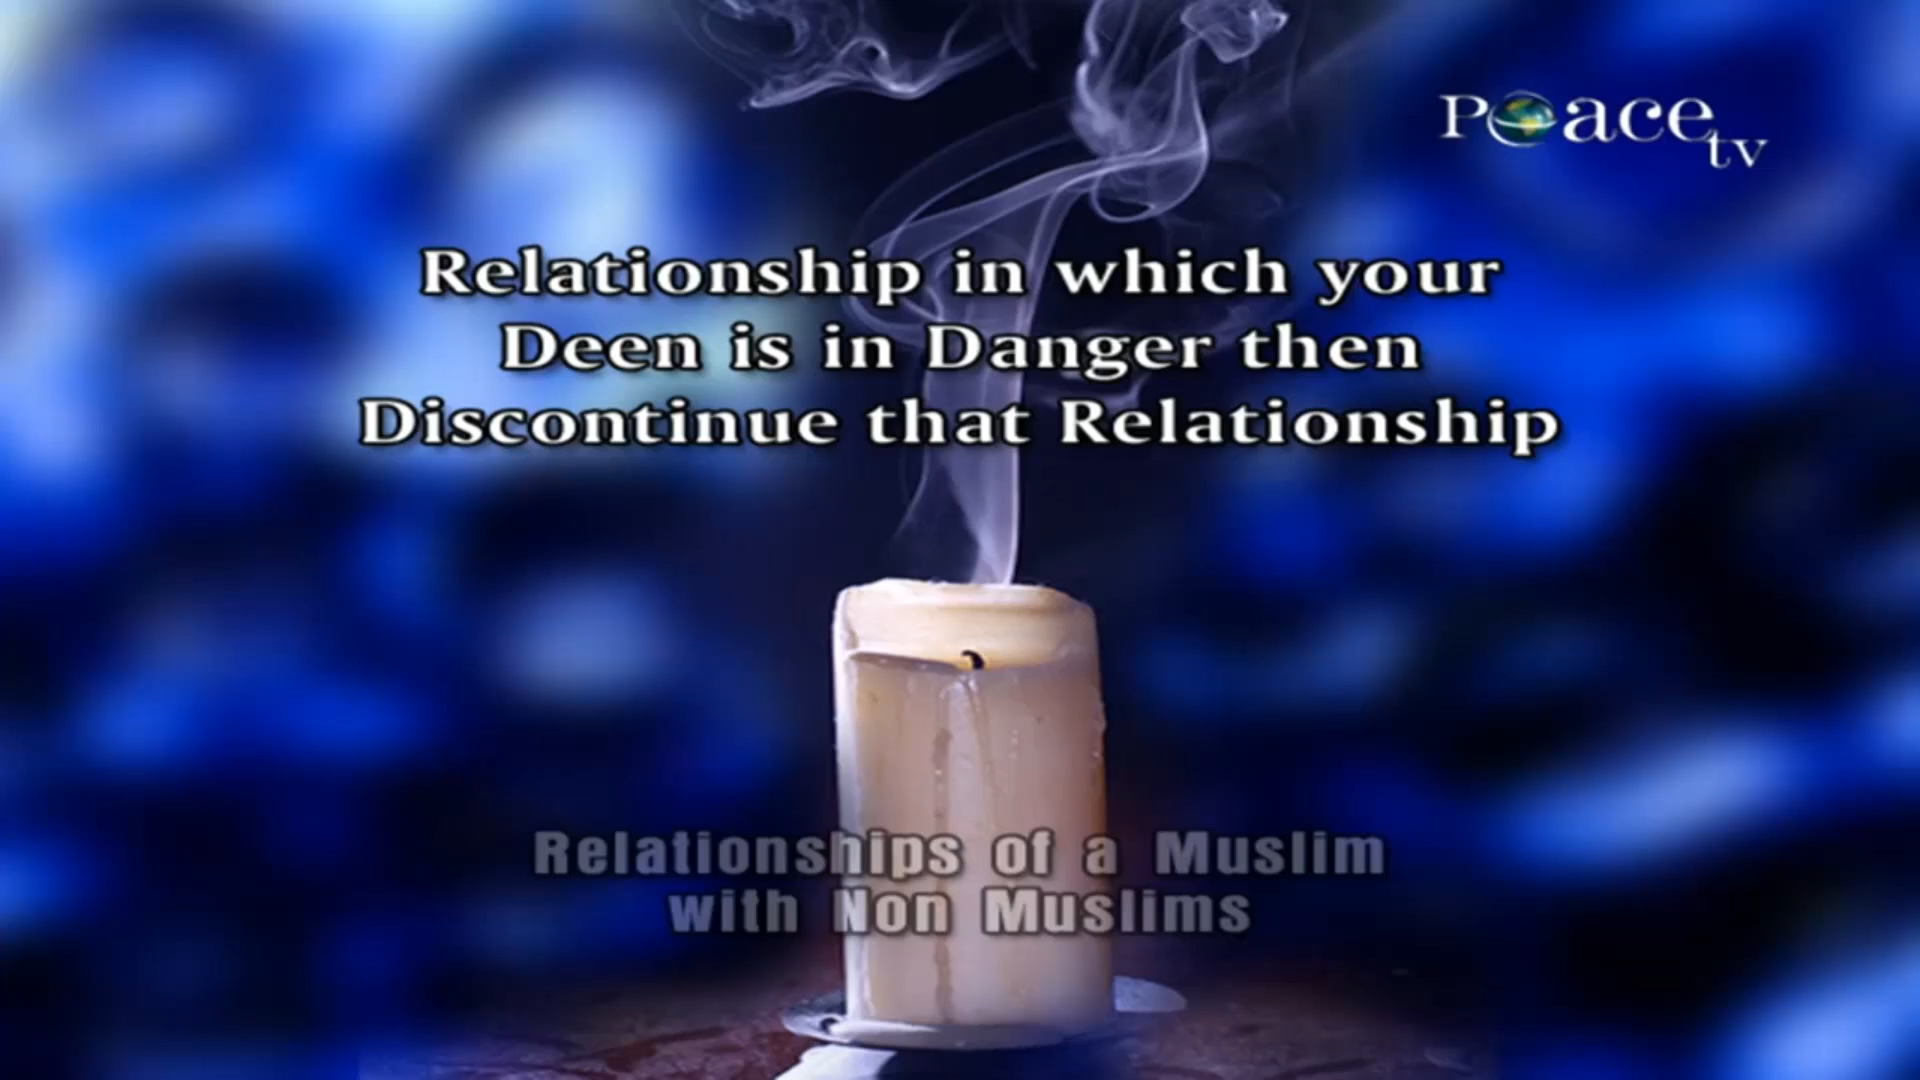 Peace tv
Relationship in which your
Deen is in Danger then
Discontinue that Relationship
Relationships of a Muslim
with Non Muslims